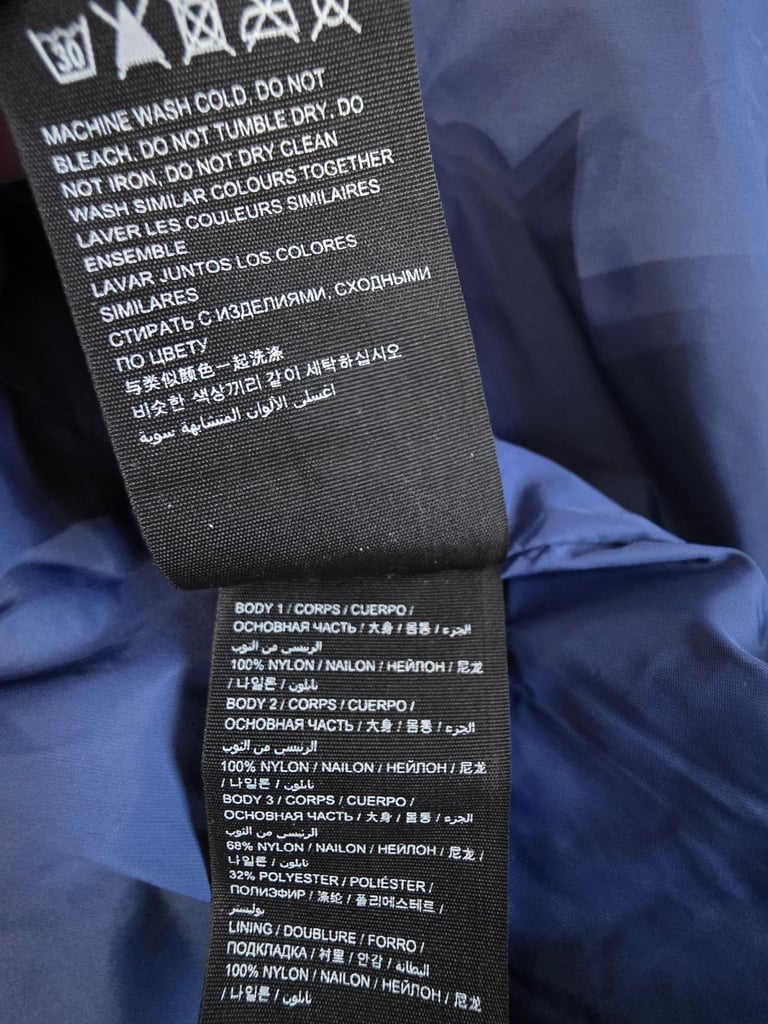 30
MACHINE WASH COLD, DO NOT
BLEACH, DO NOT TUMBLE DRY, DO
NOT IRON, DO NOT DRY CLEAN
WASH SIMILAR COLOURS TOGETHER
LAVER LES COULEURS SIMILAIRES
ENSEMBLE
LAVAR JUNTOS LOS COLORES
SIMILARES
СТИРАТЬ С ИЗДЕЛИЯМИ, СХОДНЫМИ
ПО ЦВЕТУ
与类似颜色一起洗涤
비슷한 색상끼리 같이 세탁하십시오
اغسلي الألوان المتشابهة سوية
BODY 1 / CORPS / CUERPO /
ОСНОВНАЯ ЧАСТЬ / 大身 / 몸통 / الجزء
الرئيسي من الثوب
100% NYLON / NAILON / НЕЙЛОН / 尼龙
/ 나일론 / نايلون
BODY 2 / CORPS / CUERPO /
ОСНОВНАЯ ЧАСТЬ / 大身 / 몸통 / الجزء
الرئيسي من الثوب
100% NYLON / NAILON / НЕЙЛОН / 尼龙
/ 나일론 / نايلون
BODY 3 / CORPS / CUERPO /
ОСНОВНАЯ ЧАСТЬ / 大身 / 몸통 / الجزء
الرئيسي من الثوب
68% NYLON / NAILON / НЕЙЛОН / 尼龙 /
나일론 / نايلون
32% POLYESTER / POLIÉSTER /
ПОЛИЭФИР / 涤纶 / 폴리에스테르 /
بوليستر
LINING / DOUBLURE / FORRO /
ПОДКЛАДКА / 衬里 / 안감 / البطانة
100% NYLON / NAILON / НЕЙЛОН / 尼龙
/ 나일론 / نايلون